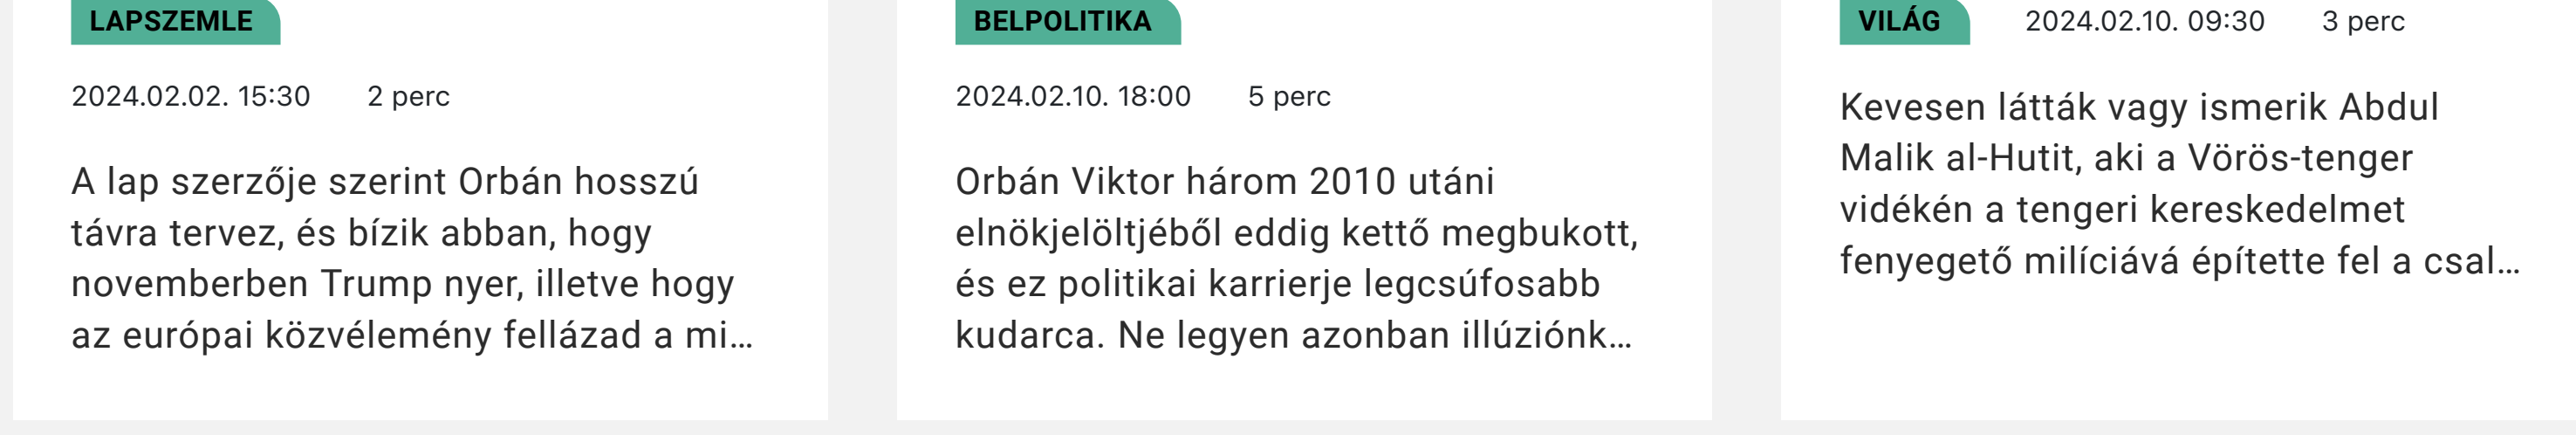 LAPSZEMLE
2024.02.02. 15:30 2 perc
A lap szerzője szerint Orbán hosszú
távra tervez, és bízik abban, hogy
novemberben Trump nyer, illetve hogy
az európai közvélemény fellázad a mi...
BELPOLITIKA
2024.02.10. 18:00 5 perc
Orbán Viktor három 2010 utáni
elnökjelöltjéből eddig kettő megbukott,
és ez politikai karrierje legcsúfosabb
kudarca. Ne legyen azonban illúziónk...
VILÁG 2024.02.10. 09:30 3 perc
Kevesen látták vagy ismerik Abdul
Malik al-Hutit, aki a Vörös-tenger
vidékén a tengeri kereskedelmet
fenyegető milíciává építette fel a csal...